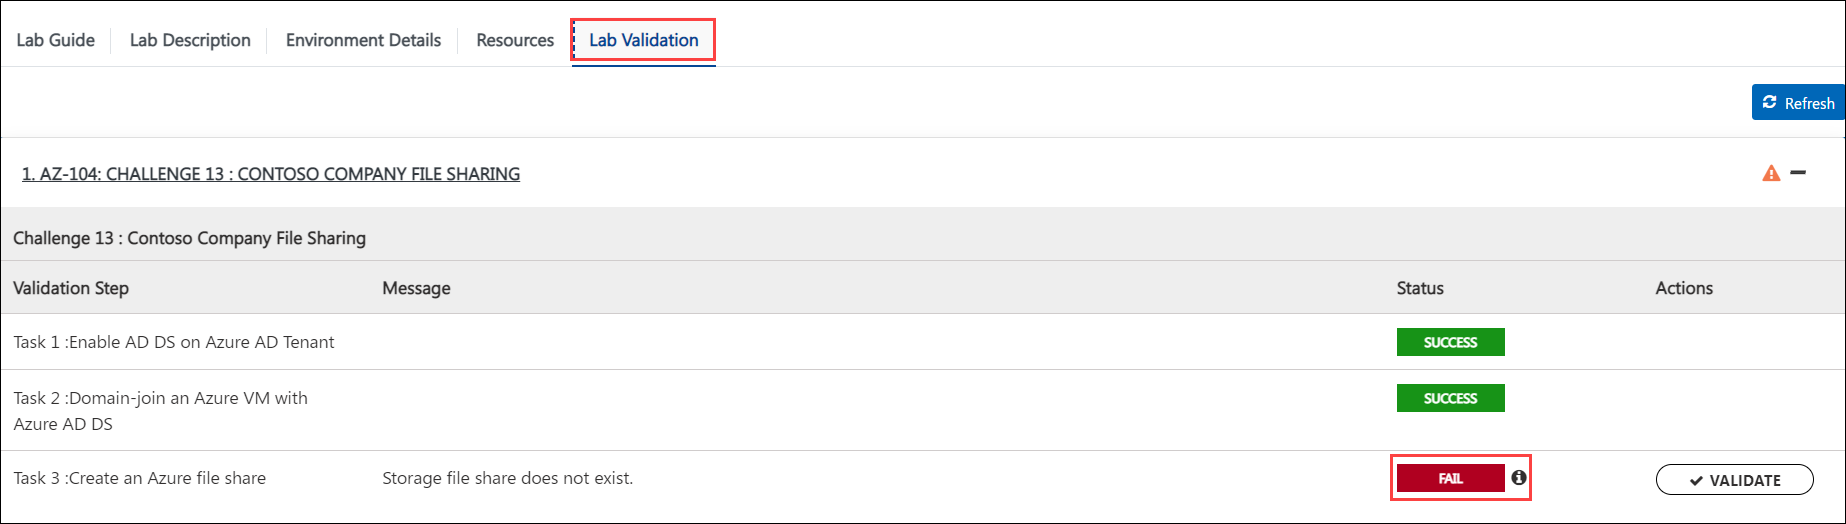 Lab Guide Lab Description Environment Details Resources Lab Validation
Refresh
1. AZ-104: CHALLENGE 13 : CONTOSO COMPANY FILE SHARING
Challenge 13 : Contoso Company File Sharing
Validation Step Message Status Actions
Task 1 :Enable AD DS on Azure AD Tenant SUCCESS
Task 2 :Domain-join an Azure VM with
Azure AD DS
SUCCESS
Task 3 :Create an Azure file share Storage file share does not exist. FAIL VALIDATE